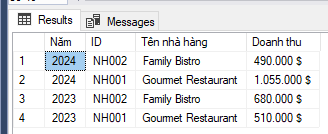 Results Messages
Năm ID Tên nhà hàng Doanh thu
1 2024 NH002 Family Bistro 490.000 $
2 2024 NH001 Gourmet Restaurant 1.055.000 $
3 2023 NH002 Family Bistro 680.000 $
4 2023 NH001 Gourmet Restaurant 510.000 $